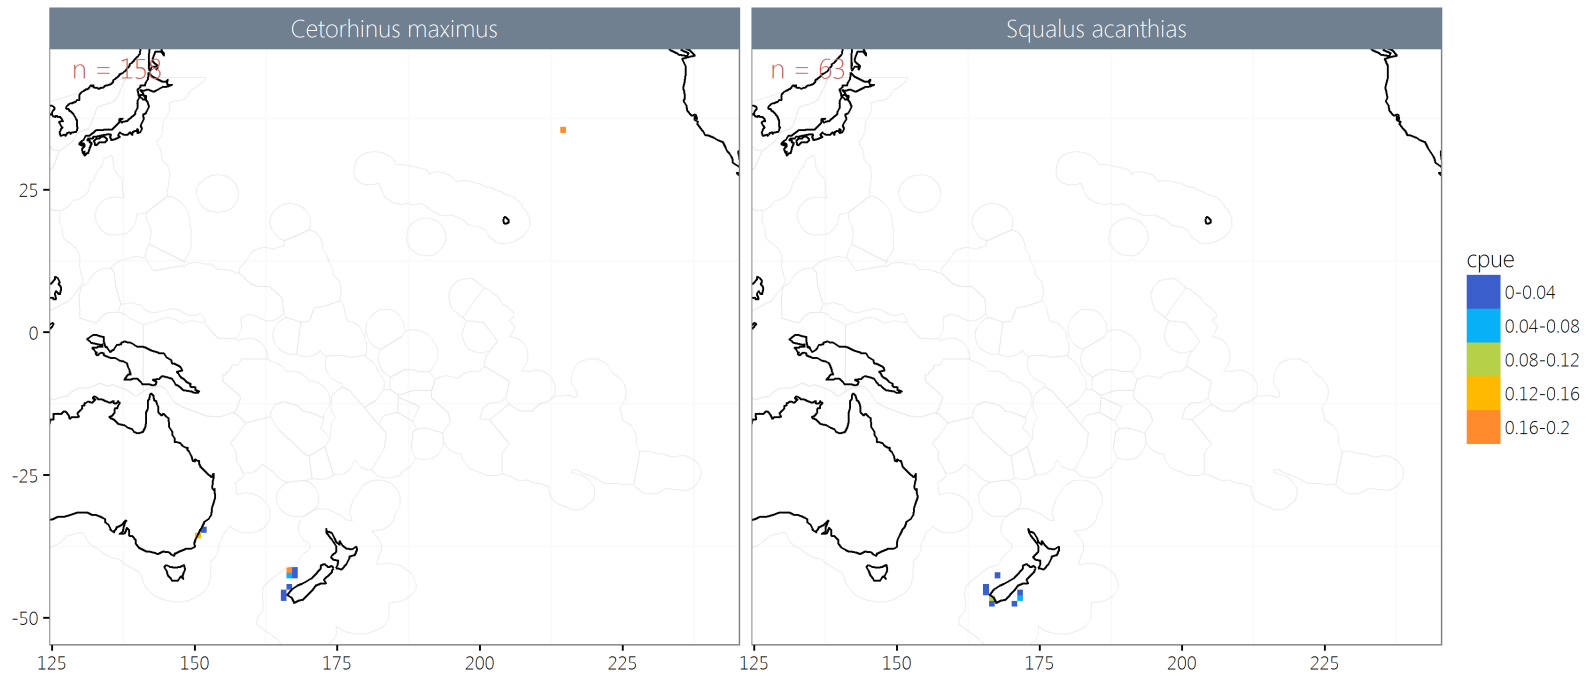 Cetorhinus maximus
Squalus acanthias
n = 153
n = 63
25
0
-25
-50
125 150 175 200 225
125 150 175 200 225
cpue
0-0.04
0.04-0.08
0.08-0.12
0.12-0.16
0.16-0.2